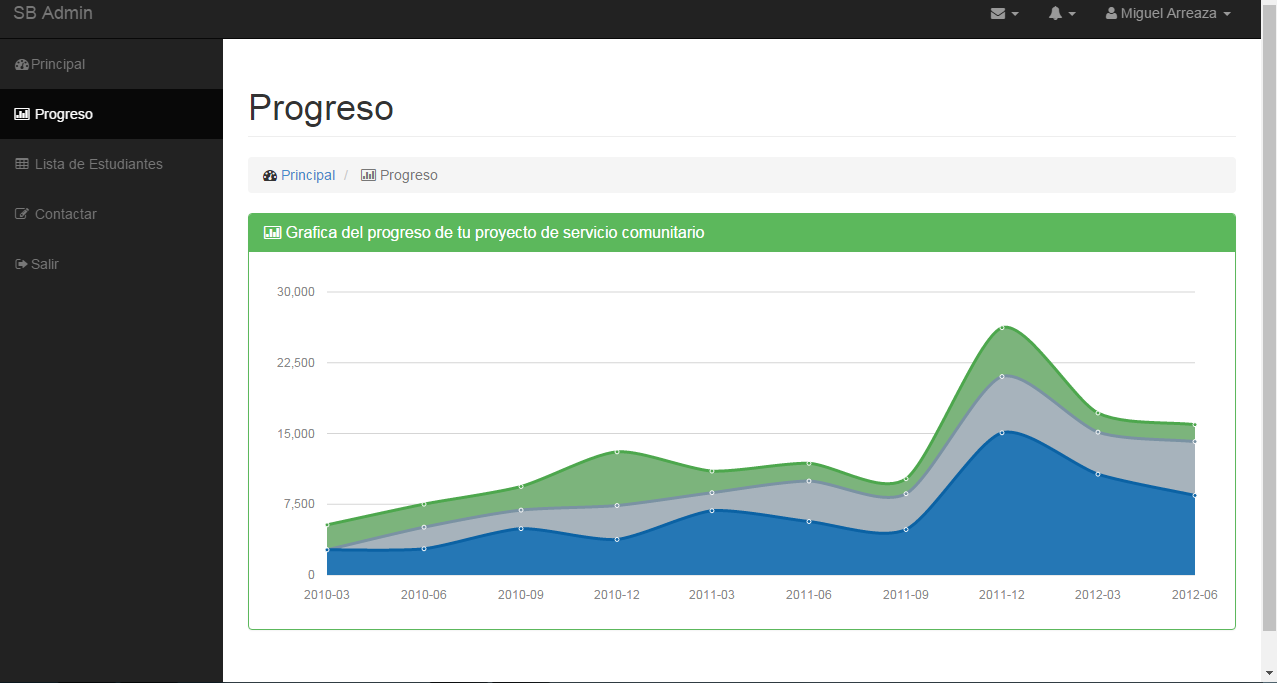 SB Admin
Miguel Arreaza
Principal
Progreso
Lista de Estudiantes
Contactar
Salir
Progreso
Principal / Progreso
Grafica del progreso de tu proyecto de servicio comunitario
30,000
22,500
15,000
7,500
0
2010-03 2010-06 2010-09 2010-12 2011-03 2011-06 2011-09 2011-12 2012-03 2012-06